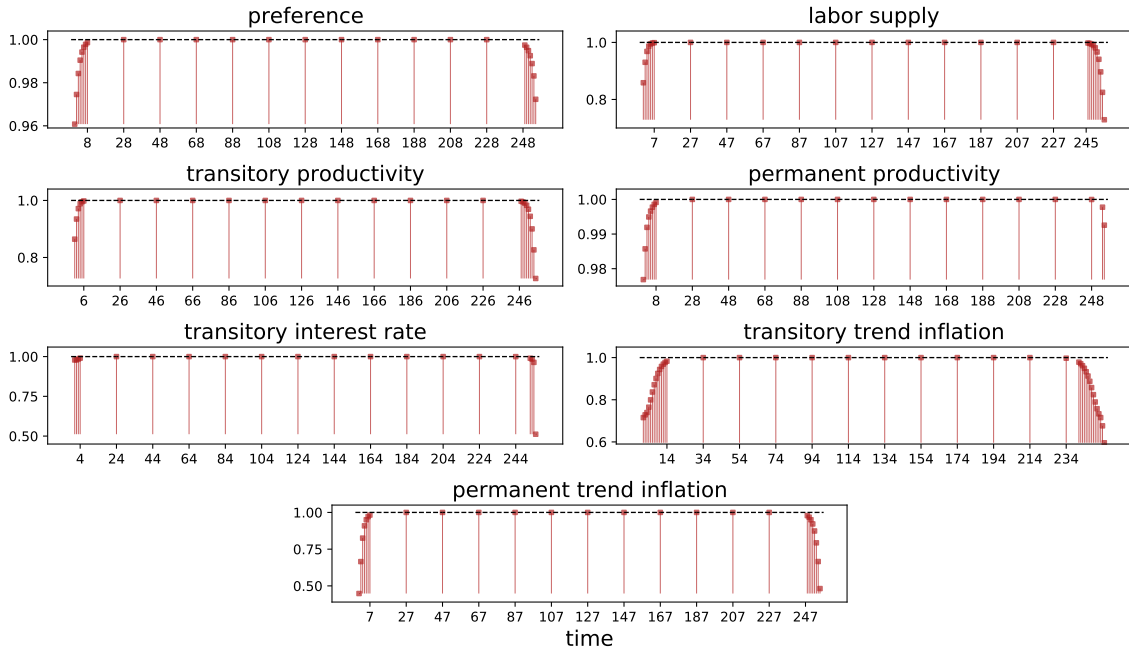 preference
1.00
0.98
0.96
8 28 48 68 88 108 128 148 168 188 208 228 248
labor supply
1.0
0.8
7 27 47 67 87 107 127 147 167 187 207 227 245
transitory productivity
1.0
0.8
6 26 46 66 86 106 126 146 166 186 206 226 246
permanent productivity
1.00
0.99
0.98
8 28 48 68 88 108 128 148 168 188 208 228 248
transitory interest rate
1.00
0.75
0.50
4 24 44 64 84 104 124 144 164 184 204 224 244
transitory trend inflation
1.0
0.8
0.6
14 34 54 74 94 114 134 154 174 194 214 234
permanent trend inflation
1.00
0.75
0.50
7 27 47 67 87 107 127 147 167 187 207 227 247
time